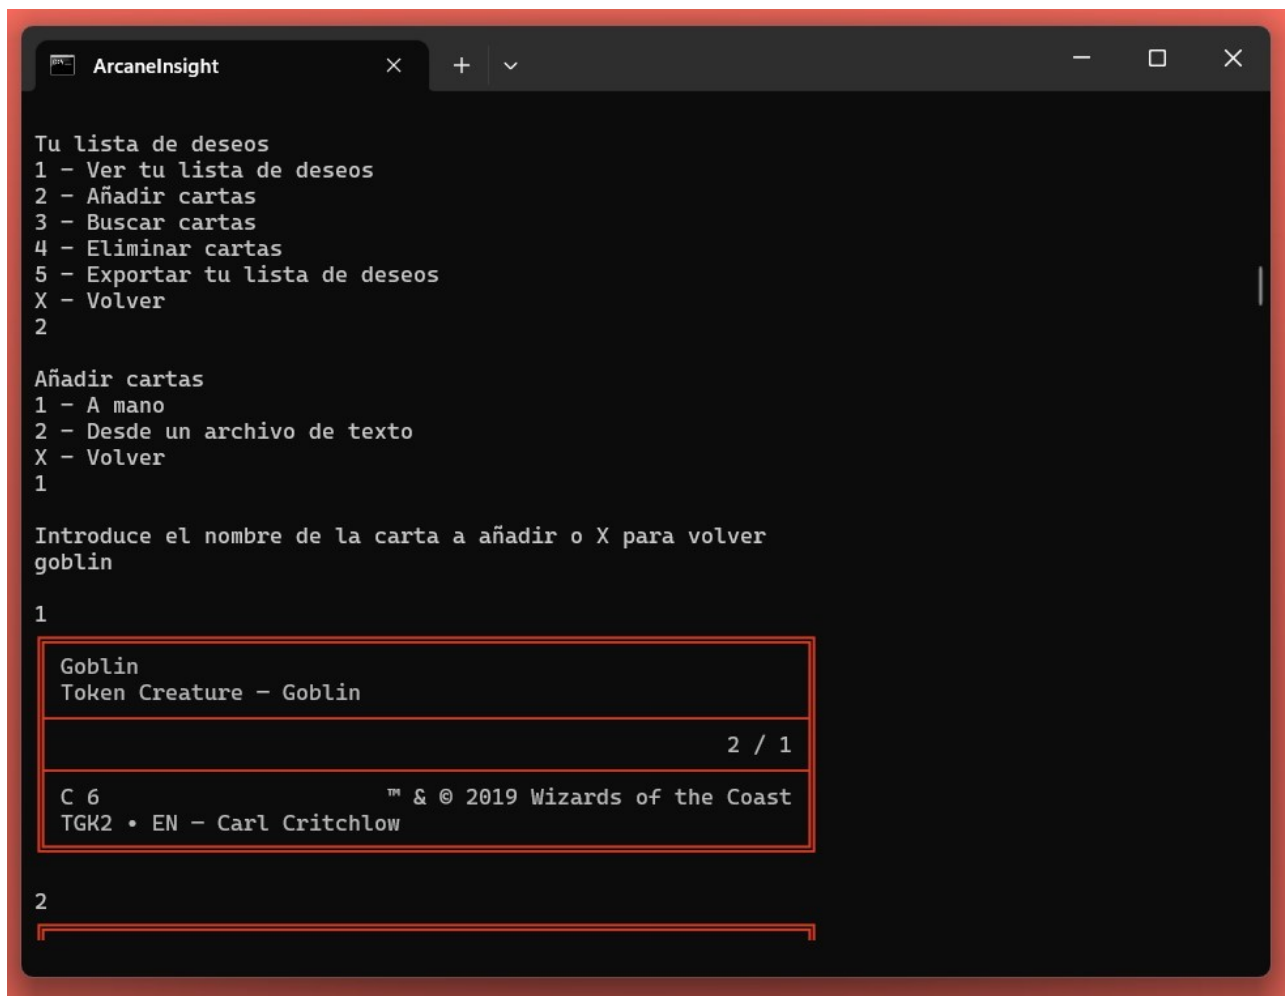 ArcaneInsight
Tu lista de deseos
1 – Ver tu lista de deseos
2 – Añadir cartas
3 – Buscar cartas
4 – Eliminar cartas
5 – Exportar tu lista de deseos
X – Volver
2
Añadir cartas
1 – A mano
2 – Desde un archivo de texto
X – Volver
1
Introduce el nombre de la carta a añadir o X para volver
goblin
1
Goblin
Token Creature — Goblin
2 / 1
C 6 ™ & © 2019 Wizards of the Coast
TGK2 • EN — Carl Critchlow
2